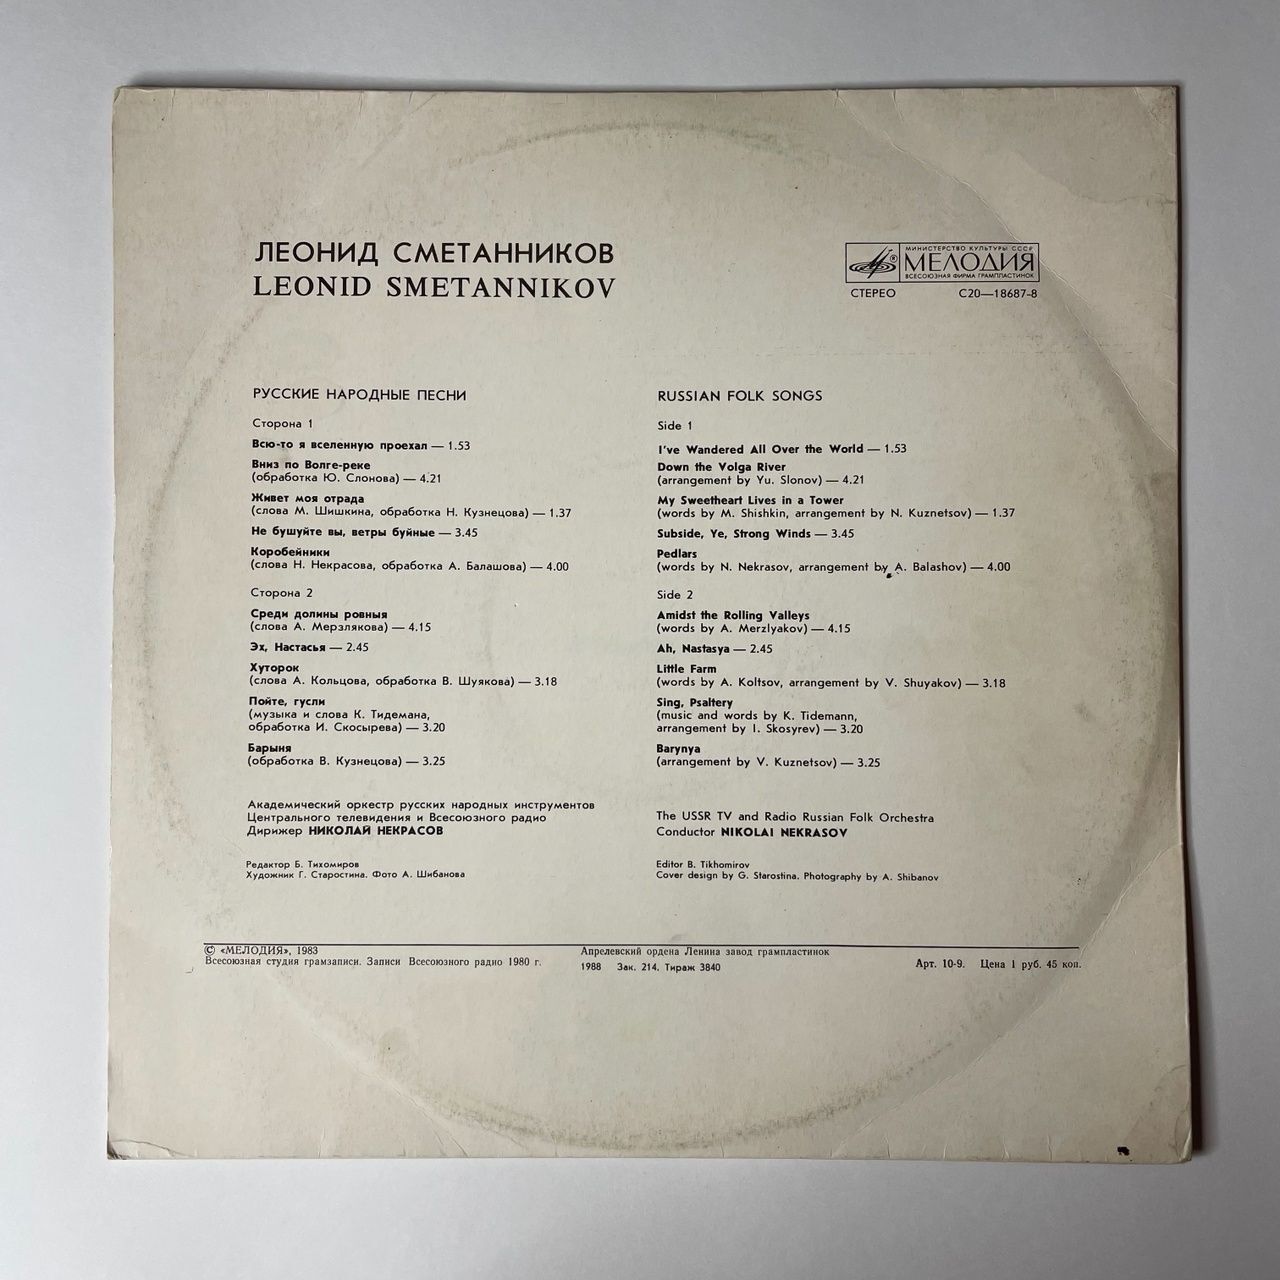 ЛЕОНИД СМЕТАННИКОВ
LEONID SMETANNIKOV
МИНИСТЕРСТВО КУЛЬТУРЫ СССР
® МЕЛОДИЯ
ВСЕСОЮЗНАЯ ФИРМА ГРАМПЛАСТИНОК
СТЕРЕО С20—18687-8
РУССКИЕ НАРОДНЫЕ ПЕСНИ
Сторона 1
Всю-то я вселенную проехал — 1.53
Вниз по Волге-реке
(обработка Ю. Слонова) — 4.21
Живет моя отрада
(слова М. Шишкина, обработка Н. Кузнецова) — 1.37
Не бушуйте вы, ветры буйные — 3.45
Коробейники
(слова Н. Некрасова, обработка А. Балашова) — 4.00
Сторона 2
Среди долины ровныя
(слова А. Мерзлякова) — 4.15
Эх, Настасья — 2.45
Хуторок
(слова А. Кольцова, обработка В. Шуякова) — 3.18
Пойте, гусли
(музыка и слова К. Тидемана,
обработка И. Скосырева) — 3.20
Барыня
(обработка В. Кузнецова) — 3.25
Академический оркестр русских народных инструментов
Центрального телевидения и Всесоюзного радио
Дирижер НИКОЛАЙ НЕКРАСОВ
Редактор Б. Тихомиров
Художник Г. Старостина. Фото А. Шибанова
RUSSIAN FOLK SONGS
Side 1
I've Wandered All Over the World — 1.53
Down the Volga River
(arrangement by Yu. Slonov) — 4.21
My Sweetheart Lives in a Tower
(words by M. Shishkin, arrangement by N. Kuznetsov) — 1.37
Subside, Ye, Strong Winds — 3.45
Pedlars
(words by N. Nekrasov, arrangement by A. Balashov) — 4.00
Side 2
Amidst the Rolling Valleys
(words by A. Merzlyakov) — 4.15
Ah, Nastasya — 2.45
Little Farm
(words by A. Koltsov, arrangement by V. Shuyakov) — 3.18
Sing, Psaltery
(music and words by K. Tidemann,
arrangement by I. Skosyrev) — 3.20
Barynya
(arrangement by V. Kuznetsov) — 3.25
The USSR TV and Radio Russian Folk Orchestra
Conductor NIKOLAI NEKRASOV
Editor B. Tikhomirov
Cover design by G. Starostina. Photography by A. Shibanov
© «МЕЛОДИЯ», 1983
Всесоюзная студия грамзаписи. Записи Всесоюзного радио 1980 г.
Апрелевский ордена Ленина завод грампластинок
1988 Зак. 214. Тираж 3840
Арт. 10-9. Цена 1 руб. 45 коп.